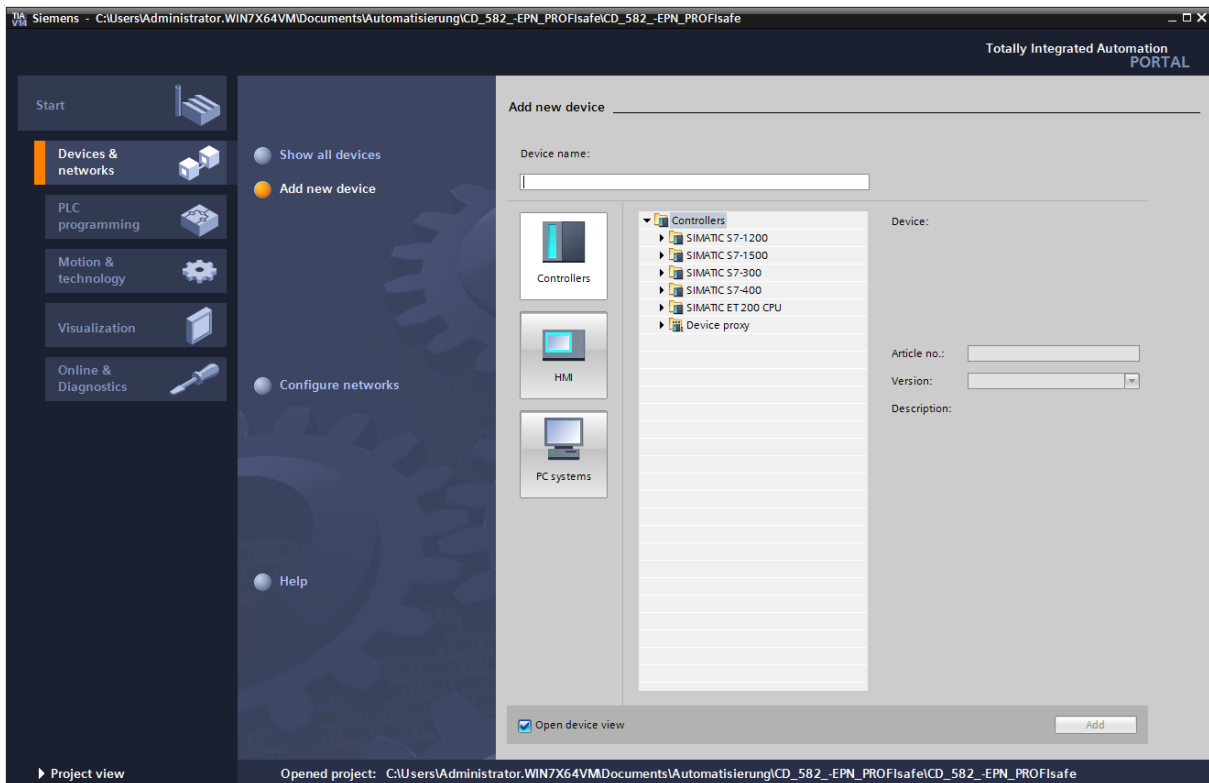 TIA
V14
Siemens - C:\Users\Administrator.WIN7X64VM\Documents\Automatisierung\CD_582_-EPN_PROFIsafe\CD_582_-EPN_PROFIsafe
Totally Integrated Automation
PORTAL
Start
Devices &
networks
PLC
programming
Motion &
technology
Visualization
Online &
Diagnostics
Show all devices
Add new device
Configure networks
Help
Add new device
Device name:
Controllers
HMI
PC systems
Controllers
SIMATIC S7-1200
SIMATIC S7-1500
SIMATIC S7-300
SIMATIC S7-400
SIMATIC ET 200 CPU
Device proxy
Device:
Article no.:
Version:
Description:
Open device view
Add
Project view
Opened project: C:\Users\Administrator.WIN7X64VM\Documents\Automatisierung\CD_582_-EPN_PROFIsafe\CD_582_-EPN_PROFIsafe